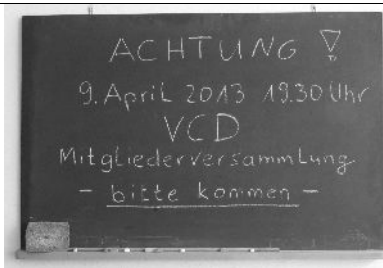 ACHTUNG !
9. April 2013 19.30 Uhr
VCD
Mitgliederversammlung
- bitte kommen -